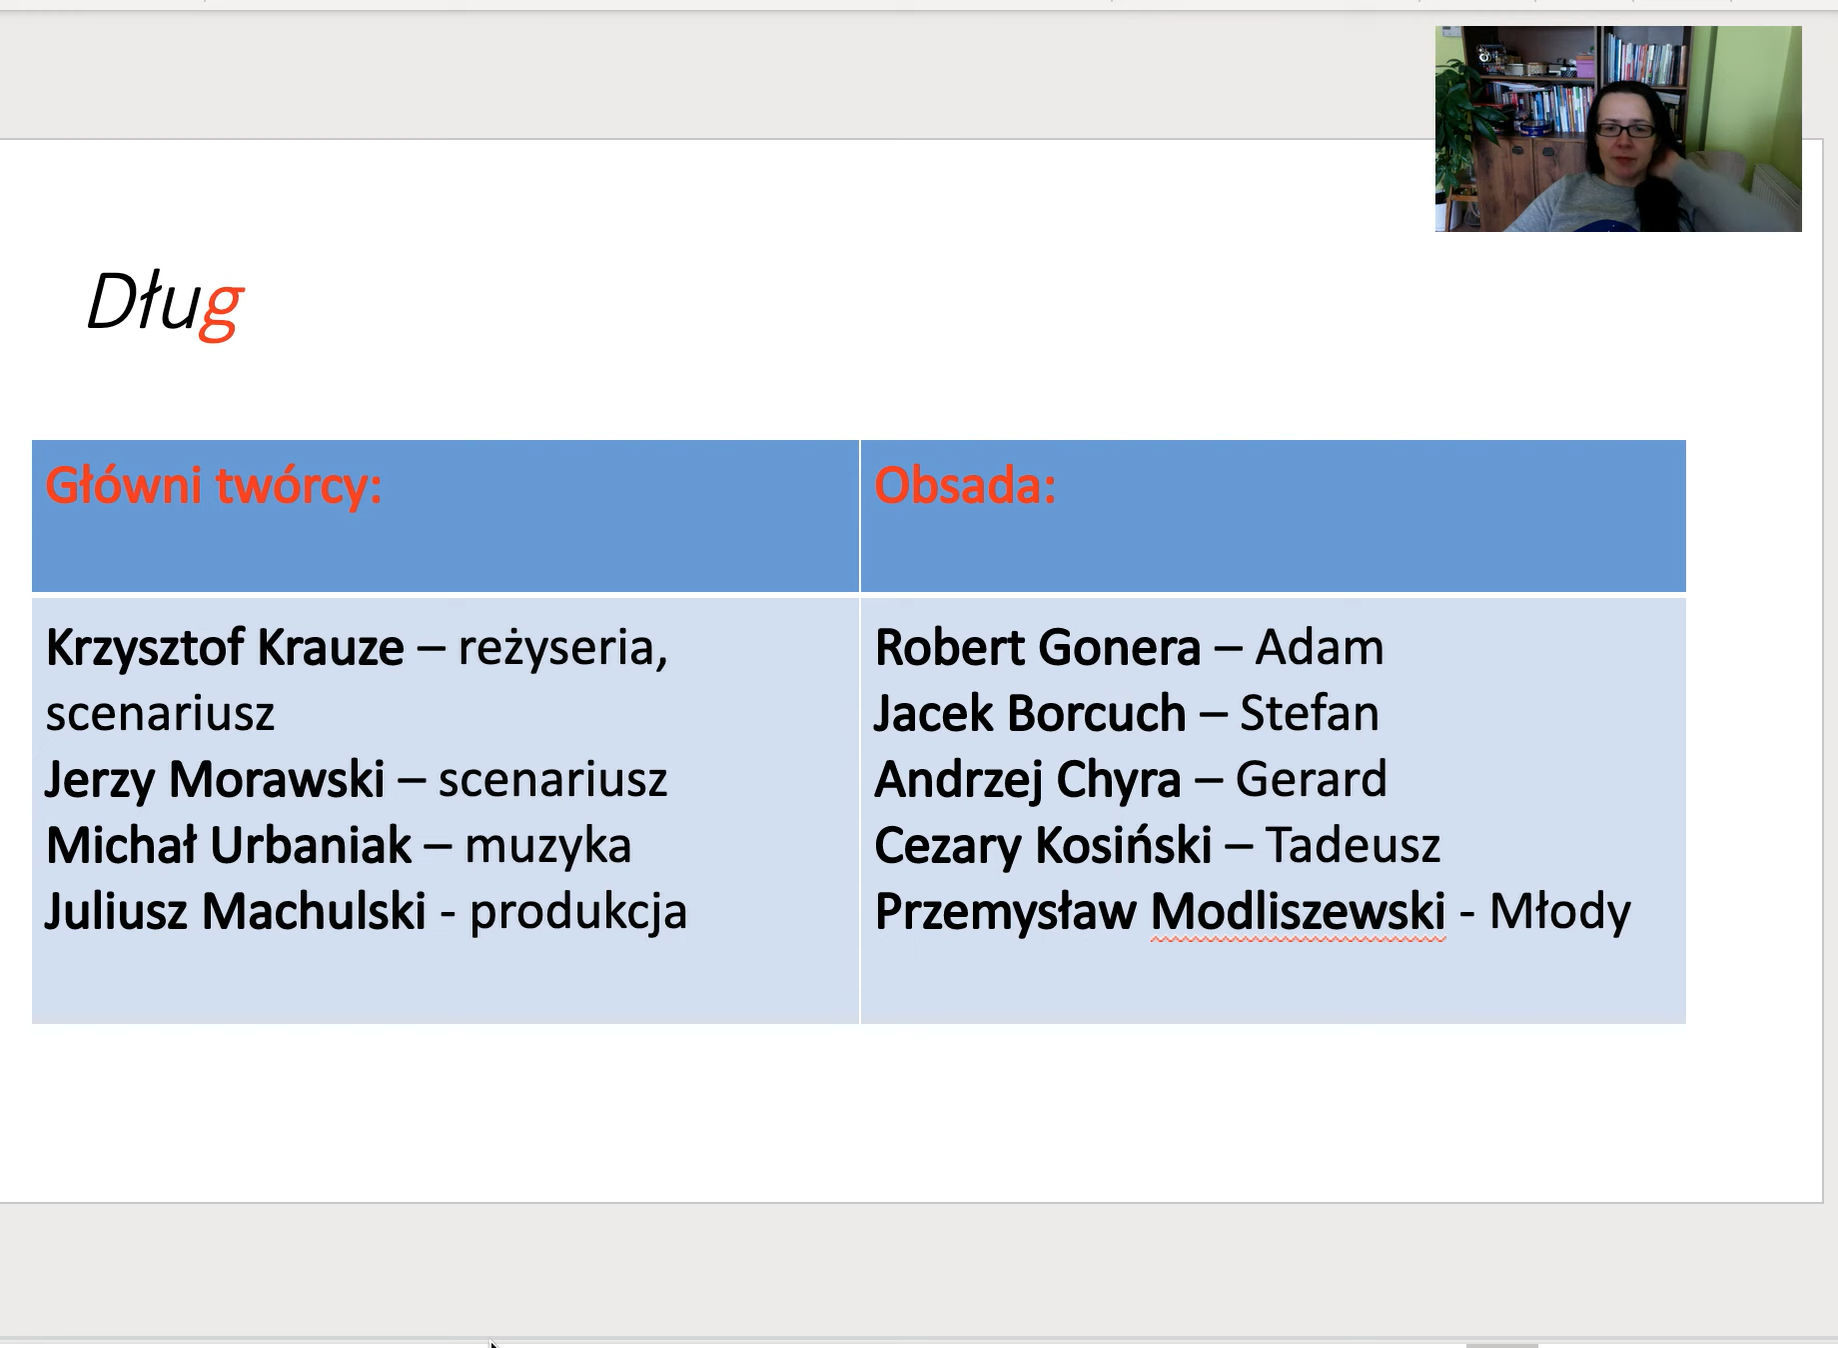 Dług
Główni twórcy:
Krzysztof Krauze – reżyseria,
scenariusz
Jerzy Morawski – scenariusz
Michał Urbaniak – muzyka
Juliusz Machulski - produkcja
Obsada:
Robert Gonera – Adam
Jacek Borcuch – Stefan
Andrzej Chyra – Gerard
Cezary Kosiński – Tadeusz
Przemysław Modliszewski - Młody